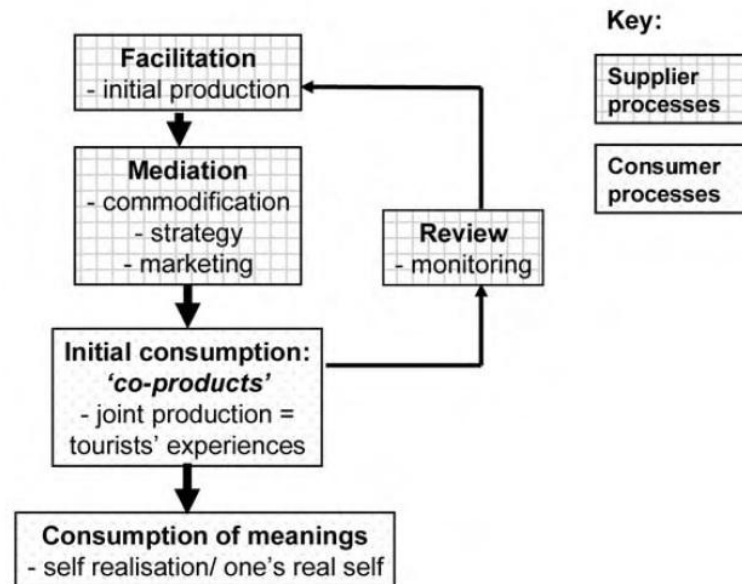 Key:
Facilitation
- initial production
Supplier
processes
Mediation
- commodification
- strategy
- marketing
Consumer
processes
Review
- monitoring
Initial consumption:
‘co-products’
- joint production =
tourists’ experiences
Consumption of meanings
- self realisation/ one’s real self